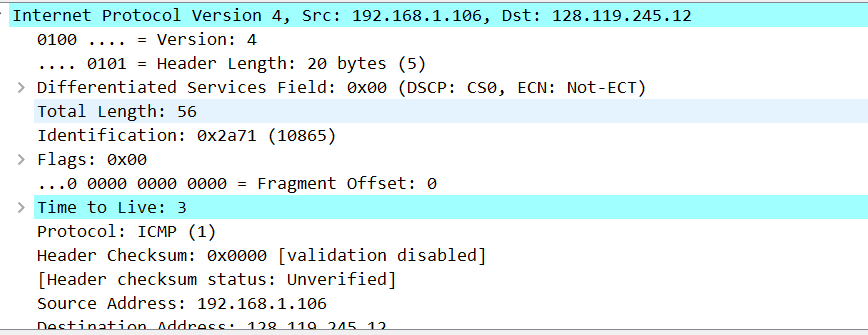 Internet Protocol Version 4, Src: 192.168.1.106, Dst: 128.119.245.12
0100 .... = Version: 4
.... 0101 = Header Length: 20 bytes (5)
Differentiated Services Field: 0x00 (DSCP: CS0, ECN: Not-ECT)
Total Length: 56
Identification: 0x2a71 (10865)
Flags: 0x00
...0 0000 0000 0000 = Fragment Offset: 0
Time to Live: 3
Protocol: ICMP (1)
Header Checksum: 0x0000 [validation disabled]
[Header checksum status: Unverified]
Source Address: 192.168.1.106
Destination Address: 128.119.245.12